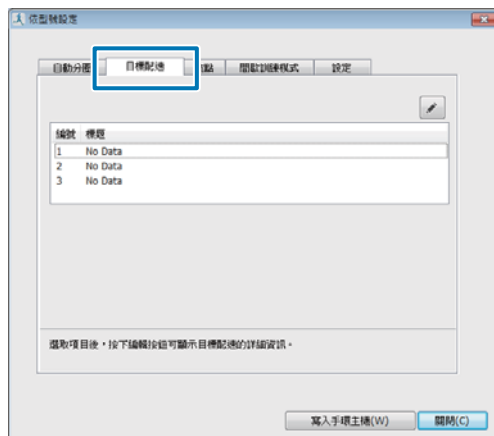 依型號設定
自動分圈 目標配速 航點 間歇訓練模式 設定
編號 標題
1 No Data
2 No Data
3 No Data
選取項目後，按下編輯按鈕可顯示目標配速的詳細資訊。
寫入手環主機(W) 關閉(C)